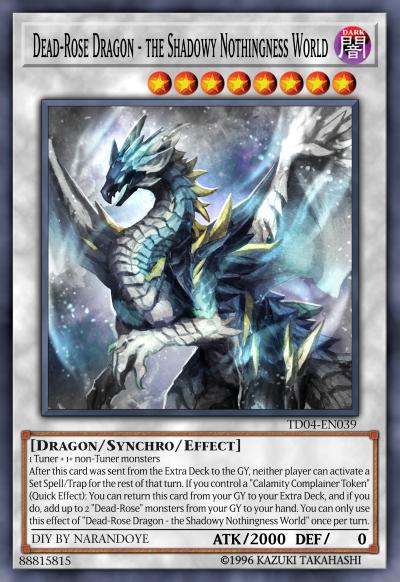 DEAD-ROSE DRAGON - THE SHADOWY NOTHINGNESS WORLD
DARK
闇
TD04-EN039
[DRAGON/SYNCHRO/EFFECT]
1 Tuner + 1+ non-Tuner monsters
After this card was sent from the Extra Deck to the GY, neither player can activate a
Set Spell/Trap for the rest of that turn. If you control a "Calamity Complainer Token"
(Quick Effect): You can return this card from your GY to your Extra Deck, and if you
do, add up to 2 "Dead-Rose" monsters from your GY to your hand. You can only use
this effect of "Dead-Rose Dragon - the Shadowy Nothingness World" once per turn.
DIY BY NARANDOYE ATK/2000 DEF/ 0
88815815 ©1996 KAZUKI TAKAHASHI